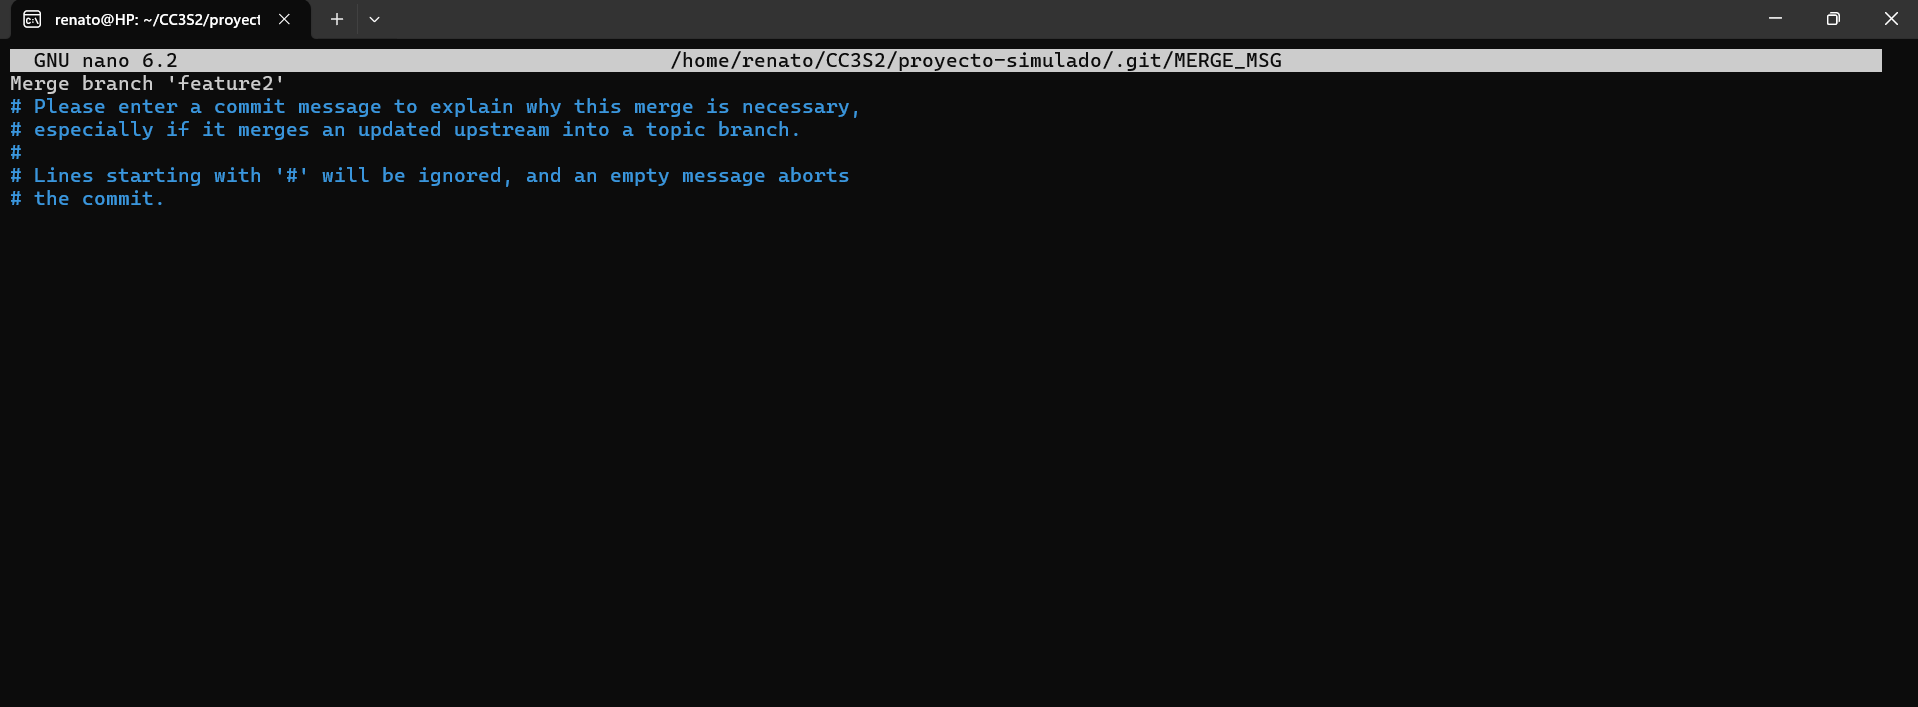 renato@HP: ~/CC3S2/proyect
GNU nano 6.2 /home/renato/CC3S2/proyecto-simulado/.git/MERGE_MSG
Merge branch 'feature2'
# Please enter a commit message to explain why this merge is necessary,
# especially if it merges an updated upstream into a topic branch.
#
# Lines starting with '#' will be ignored, and an empty message aborts
# the commit.